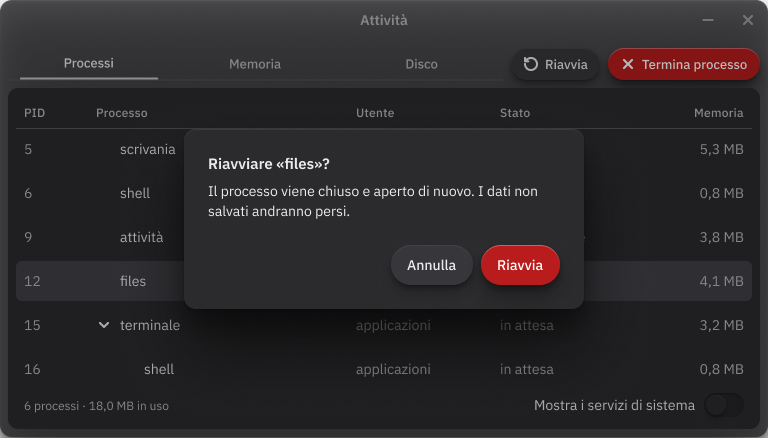 Attività
Processi Memoria Disco Riavvia Termina processo
PID Processo Utente Stato Memoria
5 scrivania 5,3 MB
6 shell 0,8 MB
9 attività 3,8 MB
12 files 4,1 MB
Riavviare «files»?
Il processo viene chiuso e aperto di nuovo. I dati non
salvati andranno persi.
Annulla Riavvia
15 terminale applicazioni in attesa 3,2 MB
16 shell applicazioni in attesa 0,8 MB
6 processi · 18,0 MB in uso Mostra i servizi di sistema